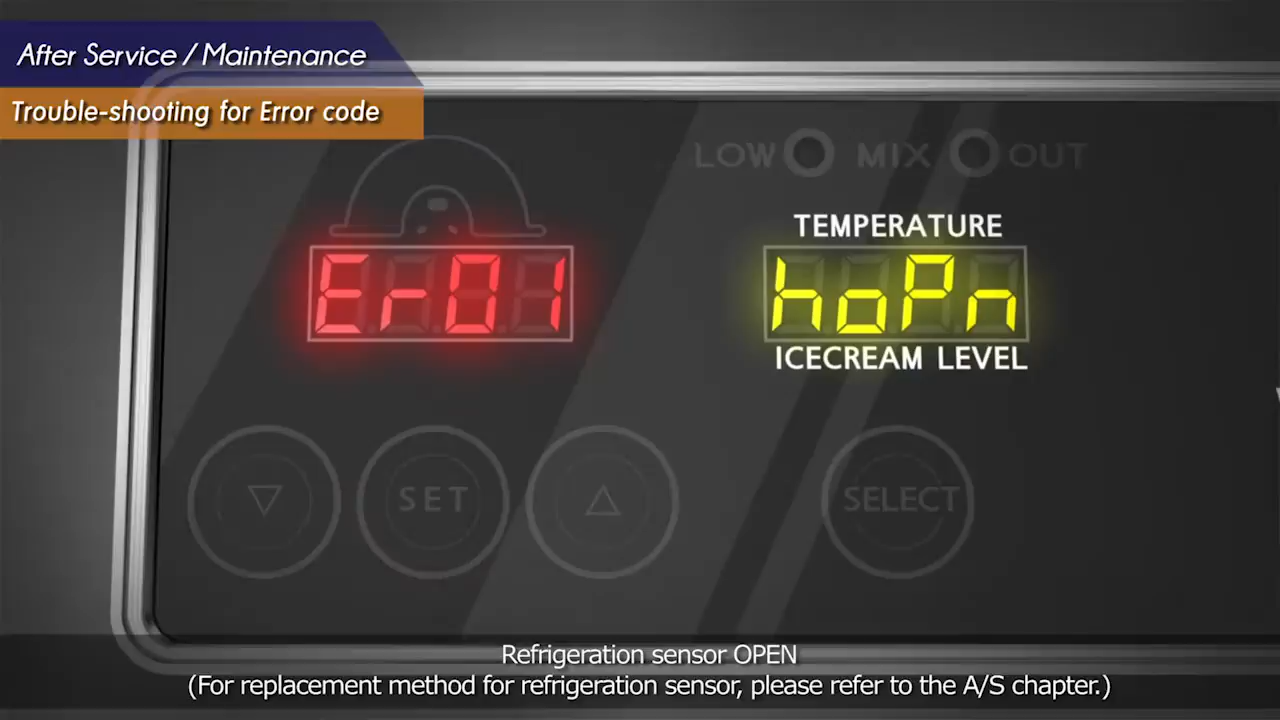 After Service / Maintenance
Trouble-shooting for Error code
LOW MIX OUT
TEMPERATURE
Er01
hoPn
ICECREAM LEVEL
SET
SELECT
Refrigeration sensor OPEN
(For replacement method for refrigeration sensor, please refer to the A/S chapter.)